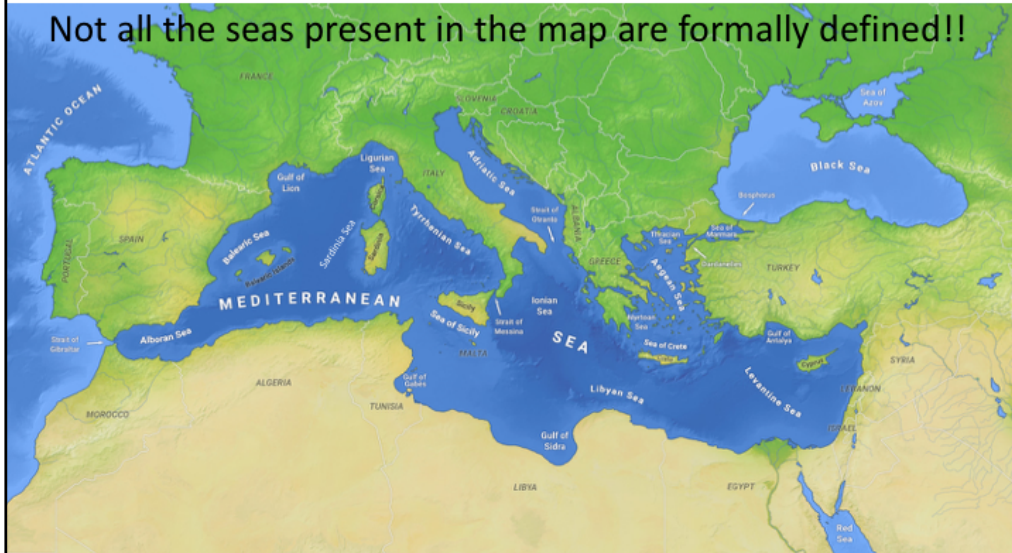 Not all the seas present in the map are formally defined!!
ATLANTIC OCEAN
FRANCE
SLOVENIA
CROATIA
Sea of
Azov
Ligurian
Sea
ITALY
Adriatic Sea
Black Sea
Gulf of
Lion
Bosphorus
PORTUGAL
SPAIN
Balearic Sea
Balearic Islands
Sardinia Sea
Sardinia
Tyrrhenian Sea
Strait of
Otranto
ALBANIA
GREECE
Thracian
Sea
Sea of
Marmara
Dardanelles
Aegean Sea
TURKEY
MEDITERRANEAN
SEA
Sicily
Sea of Sicily
Strait of
Messina
MALTA
Ionian
Sea
Myrtoan
Sea
Sea of Crete
Crete
Gulf of
Antalya
Cyprus
SYRIA
LEBANON
ISRAEL
Levantine Sea
Libyan Sea
Strait of
Gibraltar
Alboran Sea
MOROCCO
ALGERIA
TUNISIA
Gulf of
Gabes
Gulf of
Sidra
LIBYA
EGYPT
Red
Sea